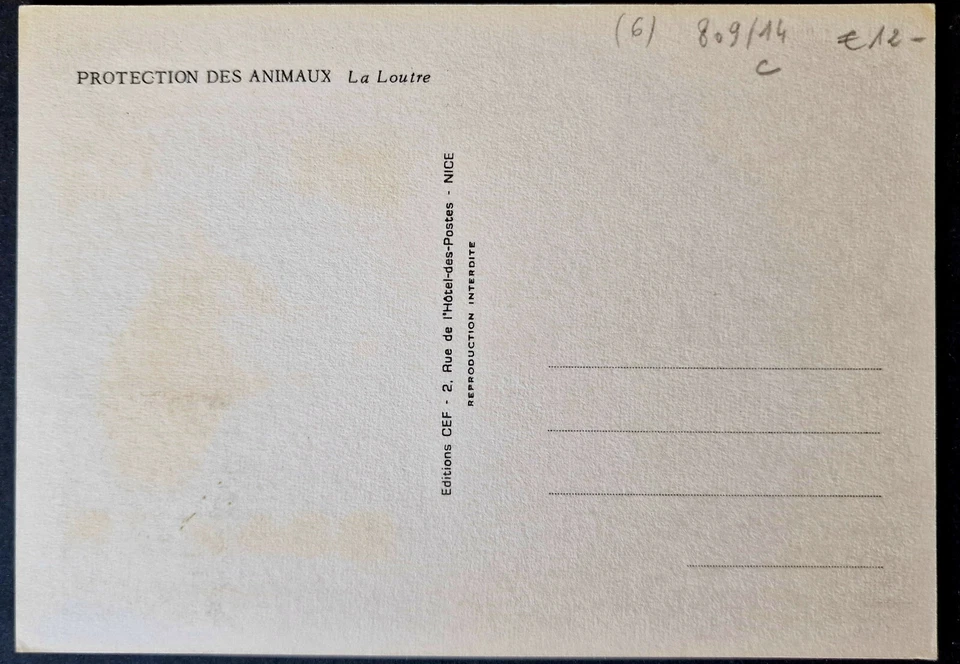 (6) 809/14 € 12 -
c
PROTECTION DES ANIMAUX La Loutre
Editions CEF - 2, Rue de l'Hôtel-des-Postes - NICE
REPRODUCTION INTERDITE